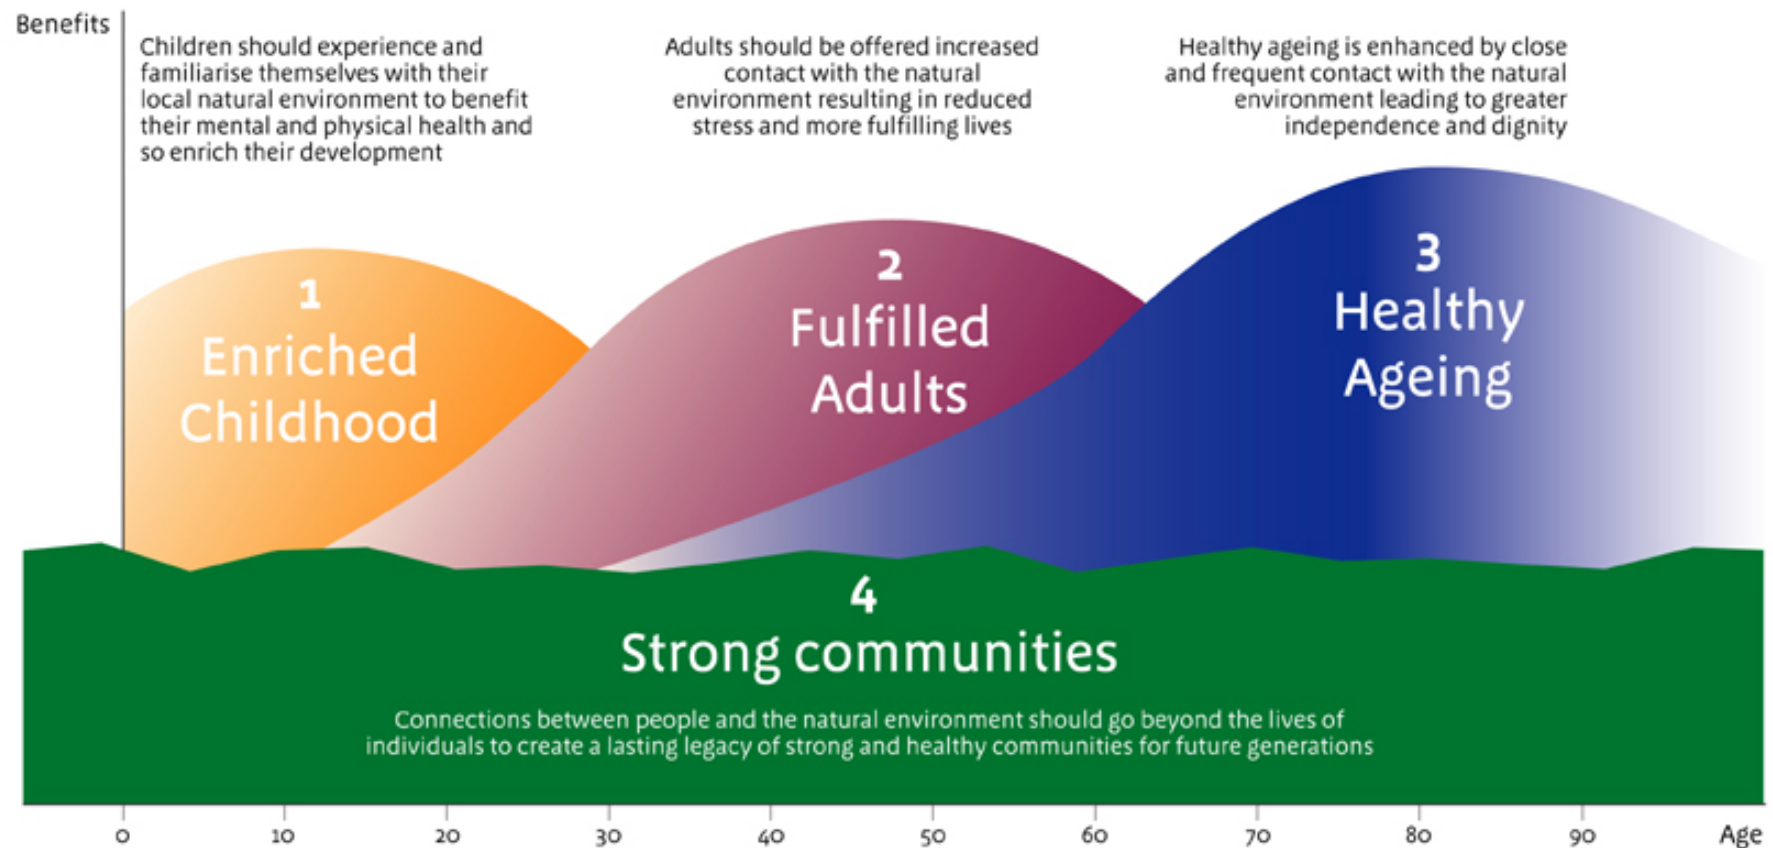 Benefits
Children should experience and
familiarise themselves with their
local natural environment to benefit
their mental and physical health and
so enrich their development
Adults should be offered increased
contact with the natural
environment resulting in reduced
stress and more fulfilling lives
Healthy ageing is enhanced by close
and frequent contact with the natural
environment leading to greater
independence and dignity
1
Enriched
Childhood
2
Fulfilled
Adults
3
Healthy
Ageing
4
Strong communities
Connections between people and the natural environment should go beyond the lives of
individuals to create a lasting legacy of strong and healthy communities for future generations
0 10 20 30 40 50 60 70 80 90 Age